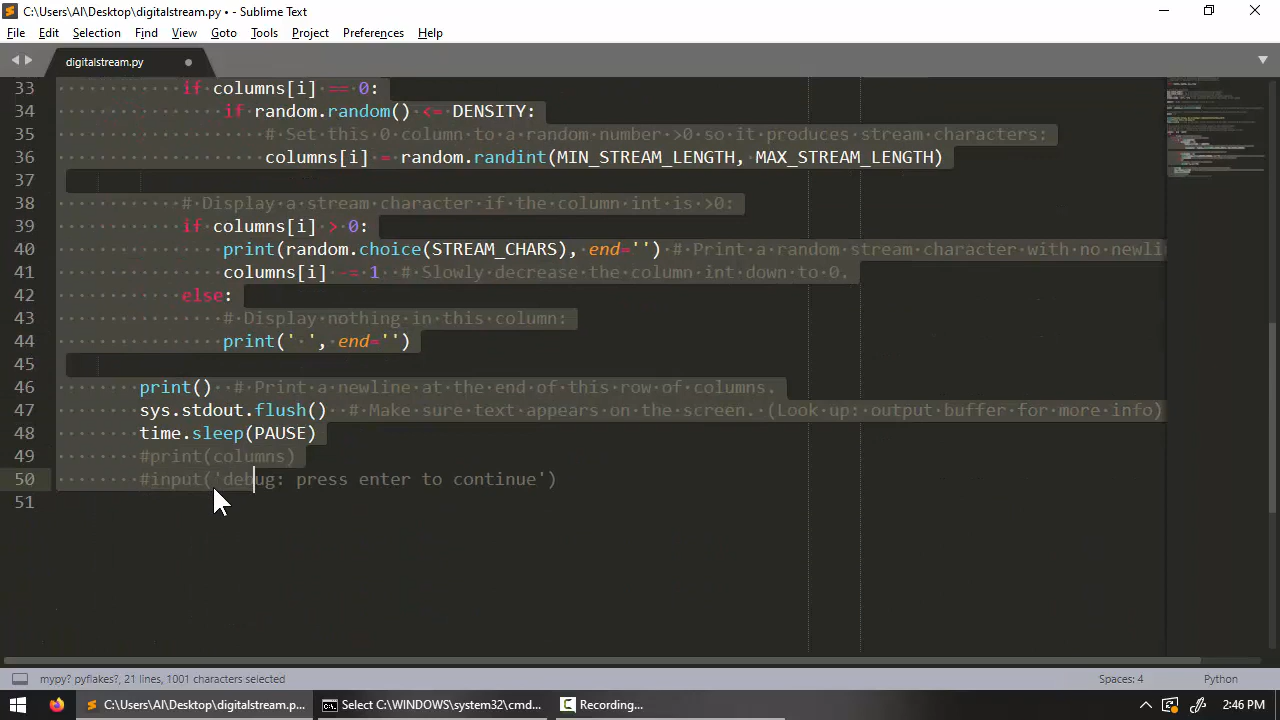 C:\Users\Al\Desktop\digitalstream.py • - Sublime Text
File Edit Selection Find View Goto Tools Project Preferences Help
digitalstream.py
33 if columns[i] == 0:
34 if random.random() <= DENSITY:
35 # Set this 0 column to a random number >0 so it produces stream characters:
36 columns[i] = random.randint(MIN_STREAM_LENGTH, MAX_STREAM_LENGTH)
37
38 # Display a stream character if the column int is >0:
39 if columns[i] > 0:
40 print(random.choice(STREAM_CHARS), end='') # Print a random stream character with no newli
41 columns[i] -= 1 # Slowly decrease the column int down to 0.
42 else:
43 # Display nothing in this column:
44 print(' ', end='')
45
46 print() # Print a newline at the end of this row of columns.
47 sys.stdout.flush() # Make sure text appears on the screen. (Look up: output buffer for more info)
48 time.sleep(PAUSE)
49 #print(columns)
50 #input('debug: press enter to continue')
51
mypy? pyflakes?, 21 lines, 1001 characters selected Spaces: 4 Python
C:\Users\Al\Desktop\digitalstream.p... Select C:\WINDOWS\system32\cmd... Recording... 2:46 PM